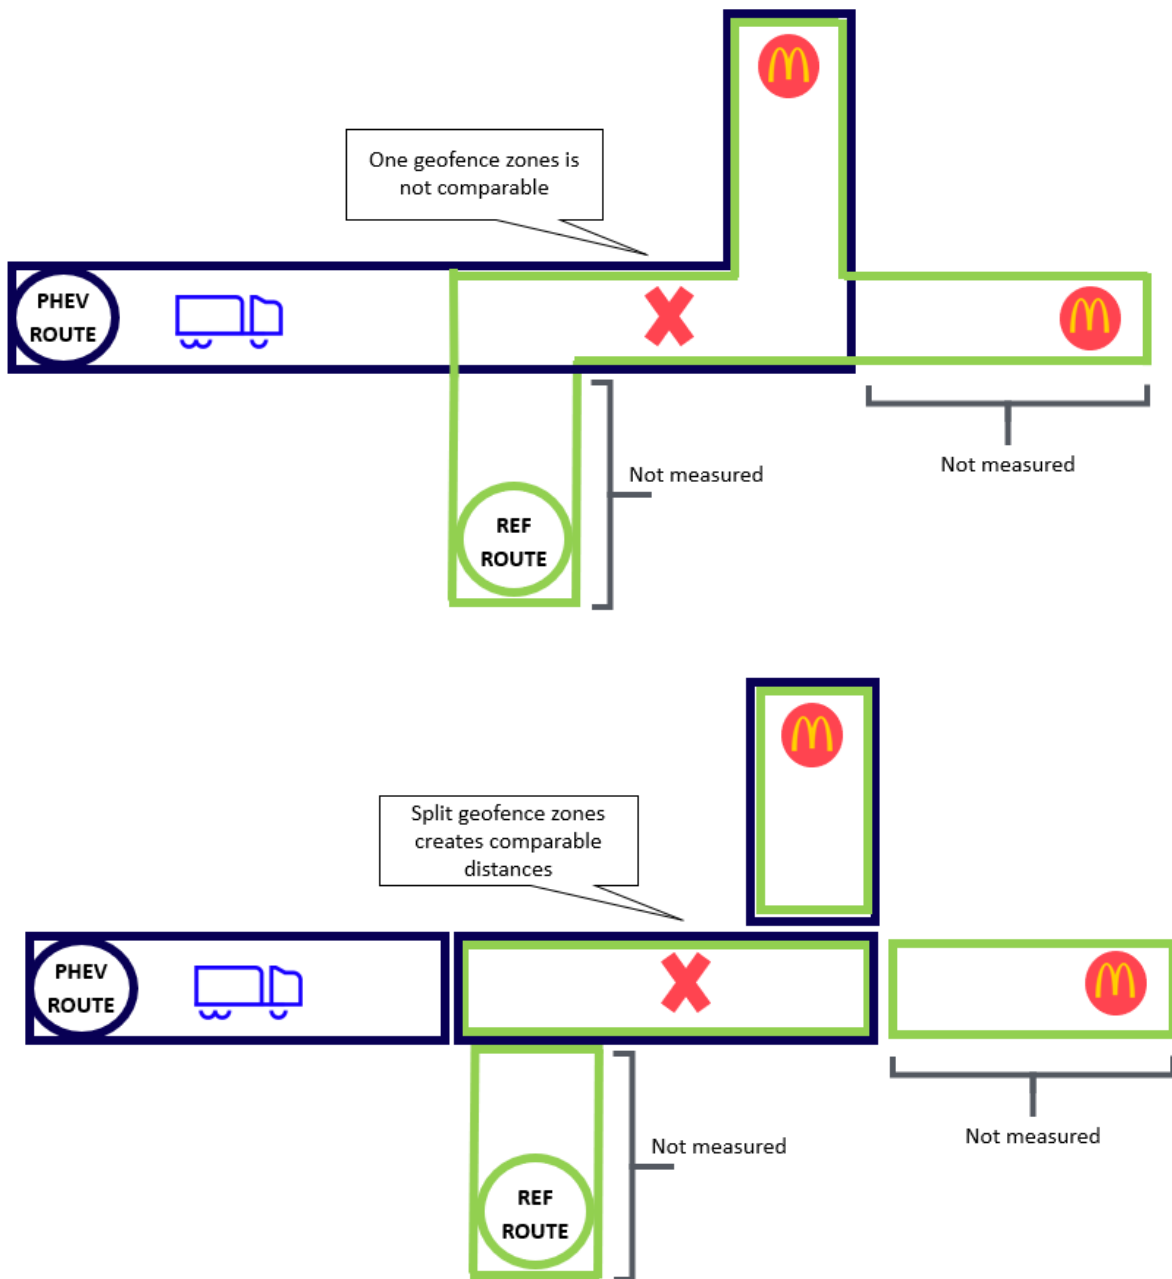 One geofence zones is
not comparable
PHEV
ROUTE
Not measured
Not measured
REF
ROUTE
Split geofence zones
creates comparable
distances
PHEV
ROUTE
Not measured
Not measured
REF
ROUTE